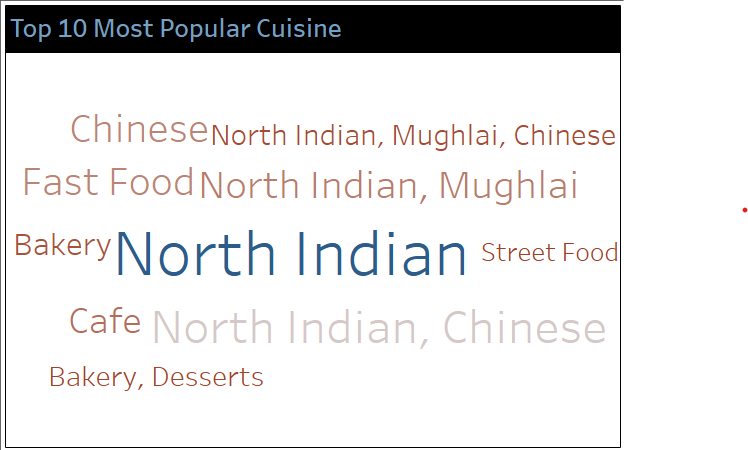 Top 10 Most Popular Cuisine
Chinese
North Indian, Mughlai, Chinese
Fast Food
North Indian, Mughlai
Bakery
North Indian
Street Food
Cafe
North Indian, Chinese
Bakery, Desserts